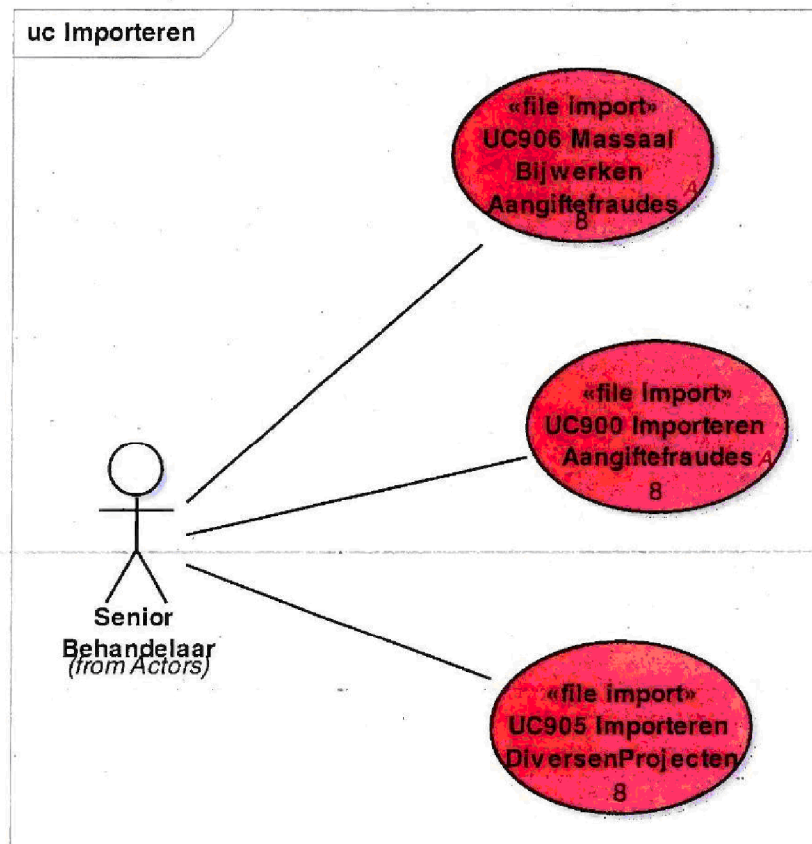 uc Importeren
«file import»
UC906 Massaal
Bijwerken
Aangiftefraudes
A
8
«file Import»
UC900 Importeren
Aangiftefraudes
A
8
Senior
Behandelaar
(from Actors)
«file import»
UC905 Importeren
DiversenProjecten
8